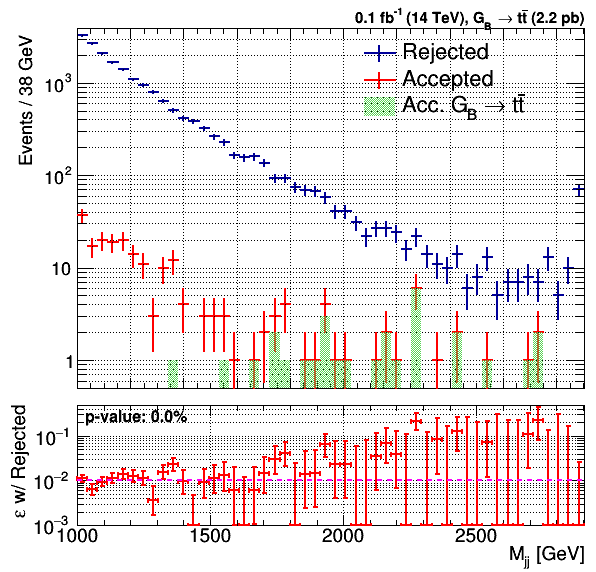 0.1 fb⁻¹ (14 TeV), G_B → tt̄ (2.2 pb)
Events / 38 GeV
10³
10²
10
1
Rejected
Accepted
Acc. G_B → tt̄
ε w/ Rejected
p-value: 0.0%
10⁻¹
10⁻²
10⁻³
1000 1500 2000 2500
M_jj [GeV]